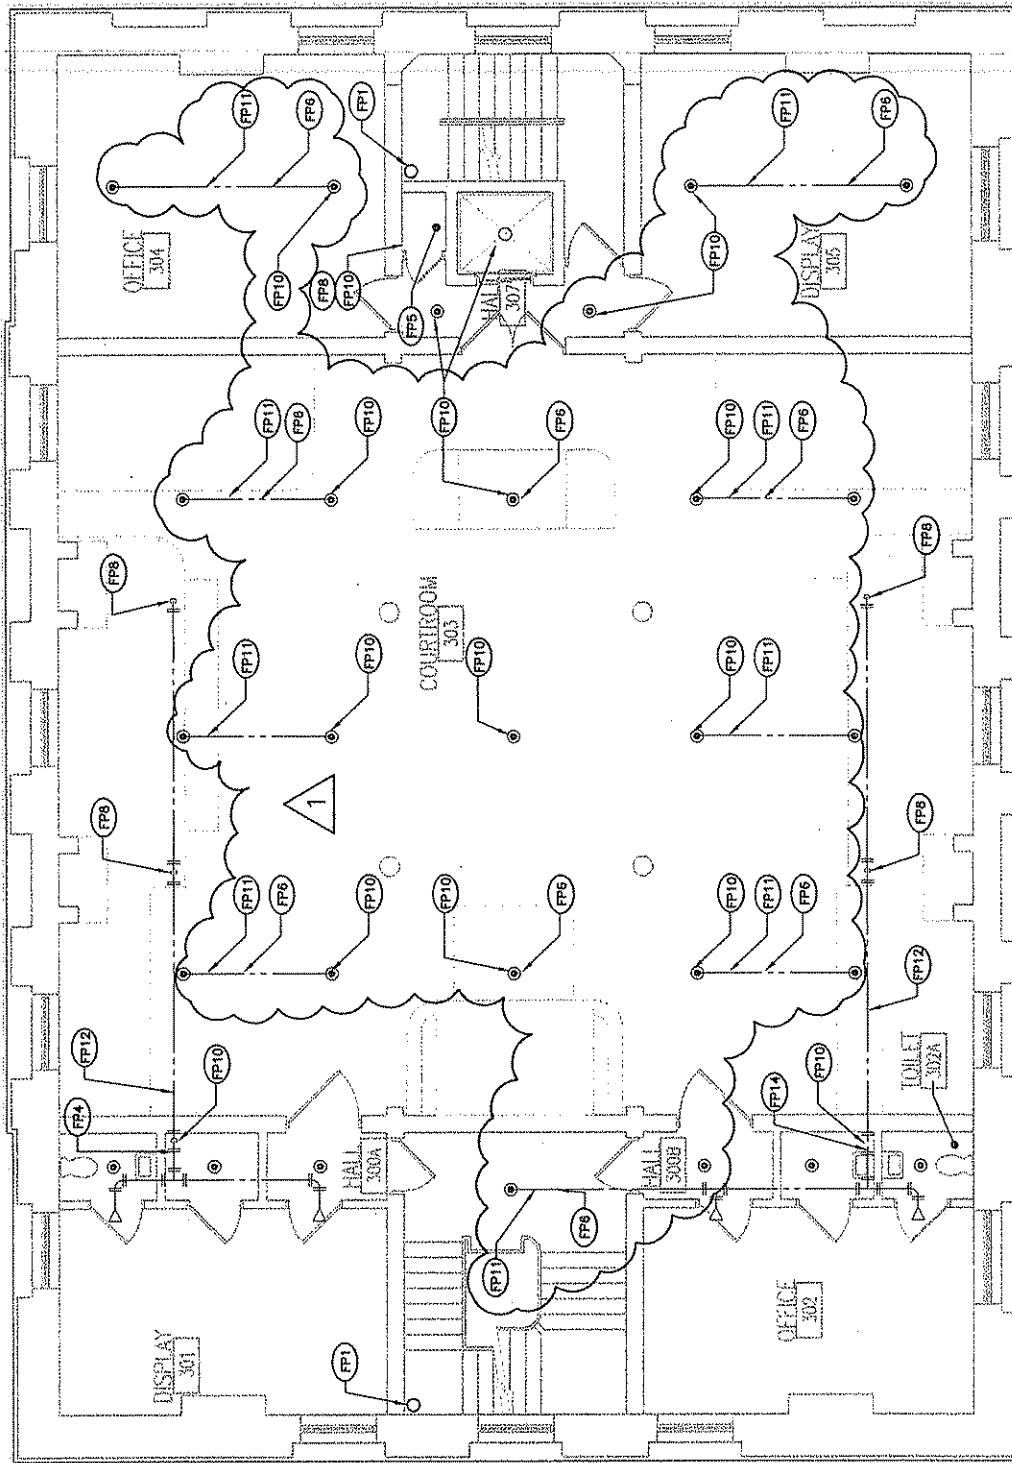 FP11
FP6
FP1
FP11
FP6
OFFICE
304
FP10
FP8
FP10
FP5
HALL
307
FP10
DISPLAY
305
FP11
FP8
FP10
FP10
FP6
FP10
FP11
FP6
FP8
FP8
COURTROOM
303
FP11
FP10
FP10
FP10
FP11
1
FP8
FP8
FP11
FP6
FP10
FP10
FP6
FP10
FP11
FP6
FP12
FP12
FP4
FP10
FP10
FP14
TOILET
302A
HALL
300A
HALL
300B
FP6
FP11
DISPLAY
301
OFFICE
302
FP1